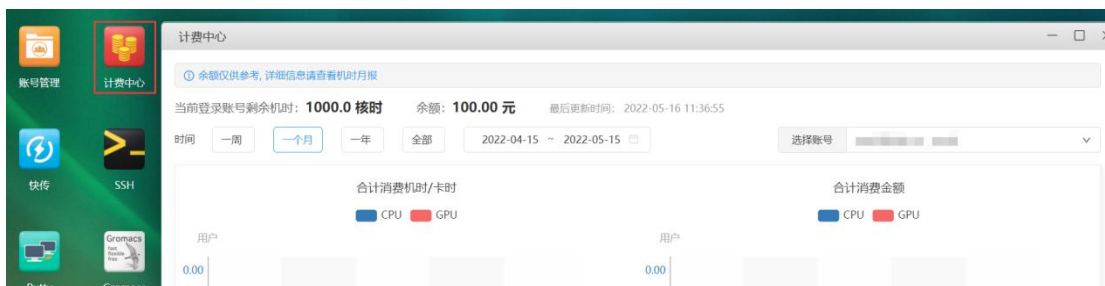 计费中心
账号管理
计费中心
余额仅供参考, 详细信息请查看机时月报
当前登录账号剩余机时: 1000.0 核时 余额: 100.00 元 最后更新时间: 2022-05-16 11:36:55
时间 一周 一个月 一年 全部 2022-04-15 ~ 2022-05-15 选择账号
快传
SSH
合计消费机时/卡时
CPU GPU
合计消费金额
CPU GPU
用户
用户
0.00
0.00
Gromacs
fast
flexible
free